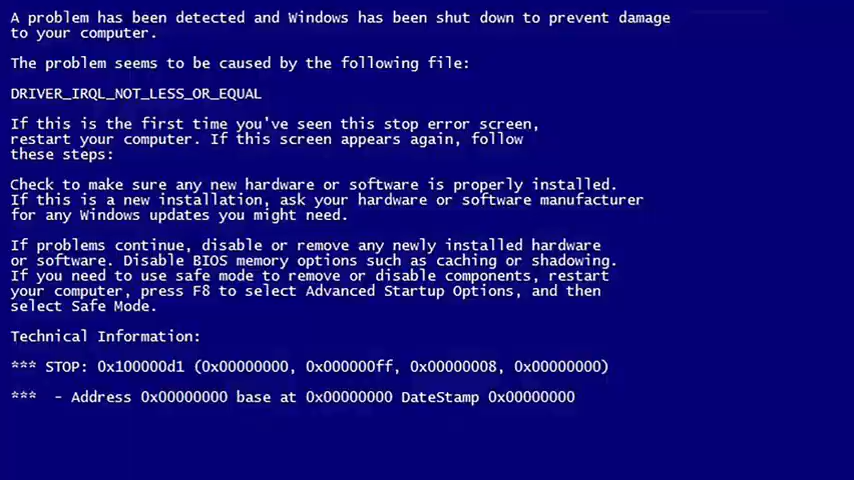 A problem has been detected and Windows has been shut down to prevent damage
to your computer.
The problem seems to be caused by the following file:
DRIVER_IRQL_NOT_LESS_OR_EQUAL
If this is the first time you've seen this stop error screen,
restart your computer. If this screen appears again, follow
these steps:
Check to make sure any new hardware or software is properly installed.
If this is a new installation, ask your hardware or software manufacturer
for any Windows updates you might need.
If problems continue, disable or remove any newly installed hardware
or software. Disable BIOS memory options such as caching or shadowing.
If you need to use safe mode to remove or disable components, restart
your computer, press F8 to select Advanced Startup Options, and then
select Safe Mode.
Technical Information:
*** STOP: 0x100000d1 (0x00000000, 0x000000ff, 0x00000008, 0x00000000)
*** - Address 0x00000000 base at 0x00000000 DateStamp 0x00000000